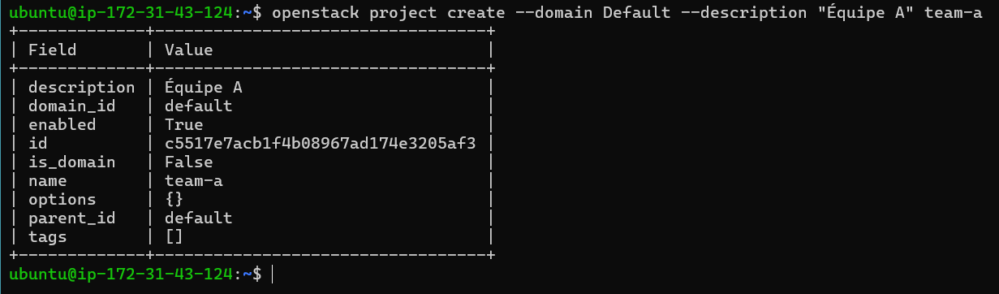 ubuntu@ip-172-31-43-124:~$ openstack project create --domain Default --description "Équipe A" team-a
+-------------+----------------------------------+
| Field       | Value                            |
+-------------+----------------------------------+
| description | Équipe A                         |
| domain_id   | default                          |
| enabled     | True                             |
| id          | c5517e7acb1f4b08967ad174e3205af3 |
| is_domain   | False                            |
| name        | team-a                           |
| options     | {}                               |
| parent_id   | default                          |
| tags        | []                               |
+-------------+----------------------------------+
ubuntu@ip-172-31-43-124:~$